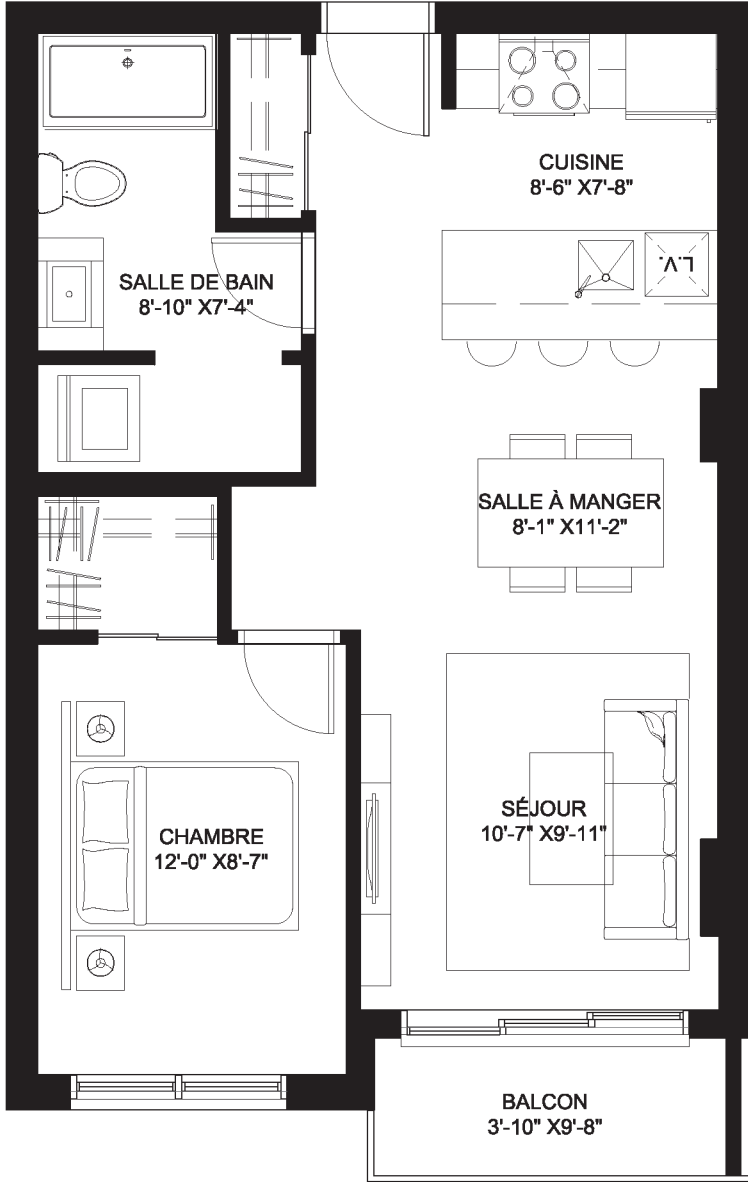 CUISINE
8'-6" X7'-8"
L.V.
SALLE DE BAIN
8'-10" X7'-4"
SALLE À MANGER
8'-1" X11'-2"
SÉJOUR
10'-7" X9'-11"
CHAMBRE
12'-0" X8'-7"
BALCON
3'-10" X9'-8"